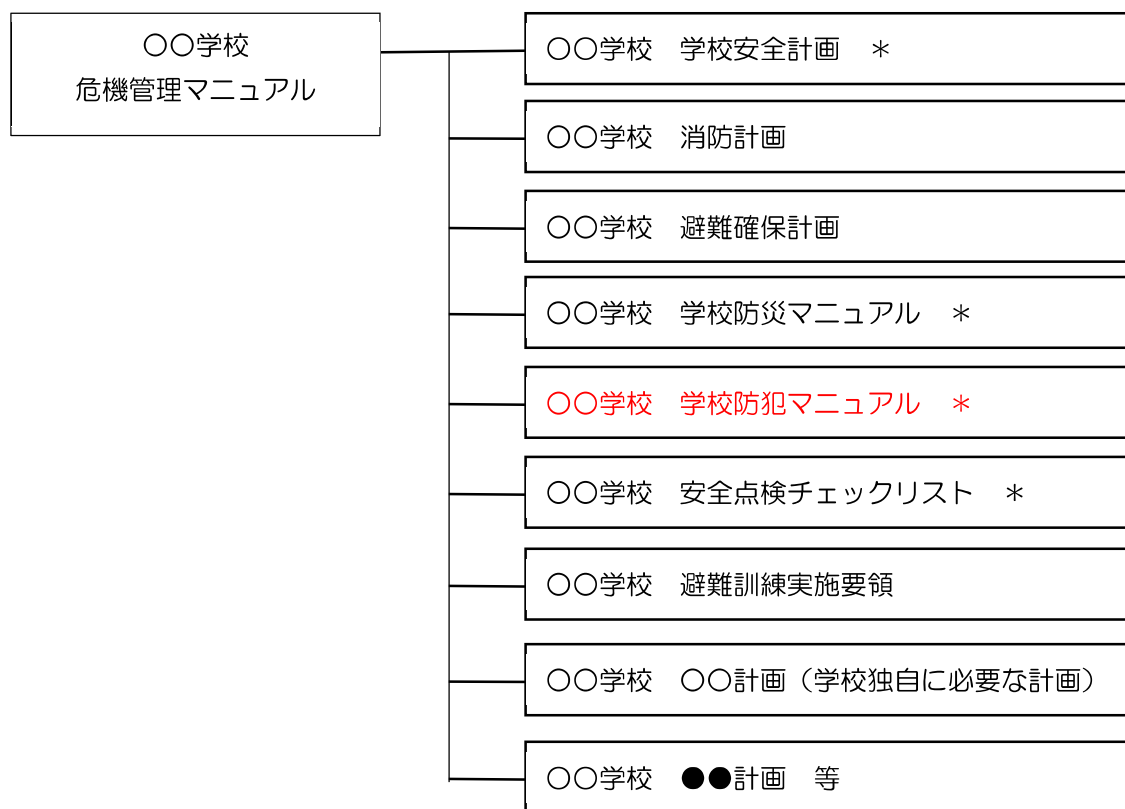 〇〇学校
危機管理マニュアル
〇〇学校　学校安全計画　＊
〇〇学校　消防計画
〇〇学校　避難確保計画
〇〇学校　学校防災マニュアル　＊
〇〇学校　学校防犯マニュアル　＊
〇〇学校　安全点検チェックリスト　＊
〇〇学校　避難訓練実施要領
〇〇学校　〇〇計画（学校独自に必要な計画）
〇〇学校　●●計画　等